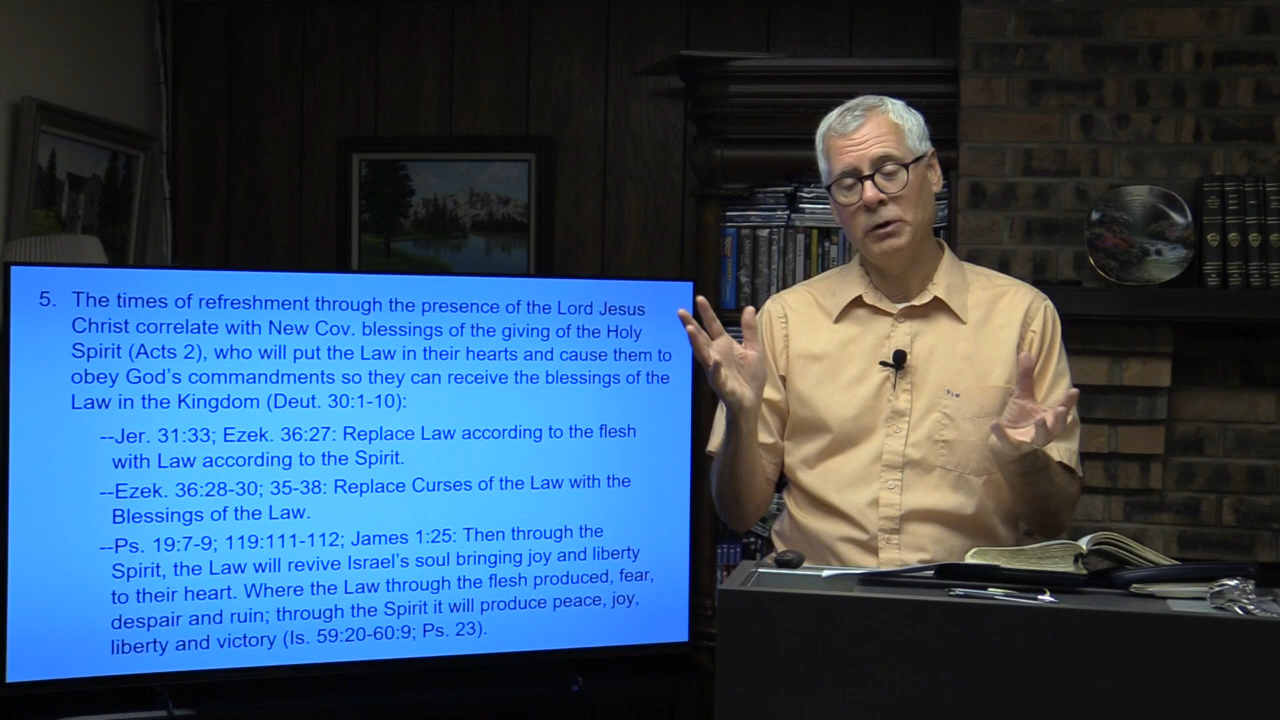 5. The times of refreshment through the presence of the Lord Jesus
Christ correlate with New Cov. blessings of the giving of the Holy
Spirit (Acts 2), who will put the Law in their hearts and cause them to
obey God's commandments so they can receive the blessings of the
Law in the Kingdom (Deut. 30:1-10):
--Jer. 31:33; Ezek. 36:27: Replace Law according to the flesh
with Law according to the Spirit.
--Ezek. 36:28-30; 35-38: Replace Curses of the Law with the
Blessings of the Law.
--Ps. 19:7-9; 119:111-112; James 1:25: Then through the
Spirit, the Law will revive Israel's soul bringing joy and liberty
to their heart. Where the Law through the flesh produced, fear,
despair and ruin; through the Spirit it will produce peace, joy,
liberty and victory (Is. 59:20-60:9; Ps. 23).